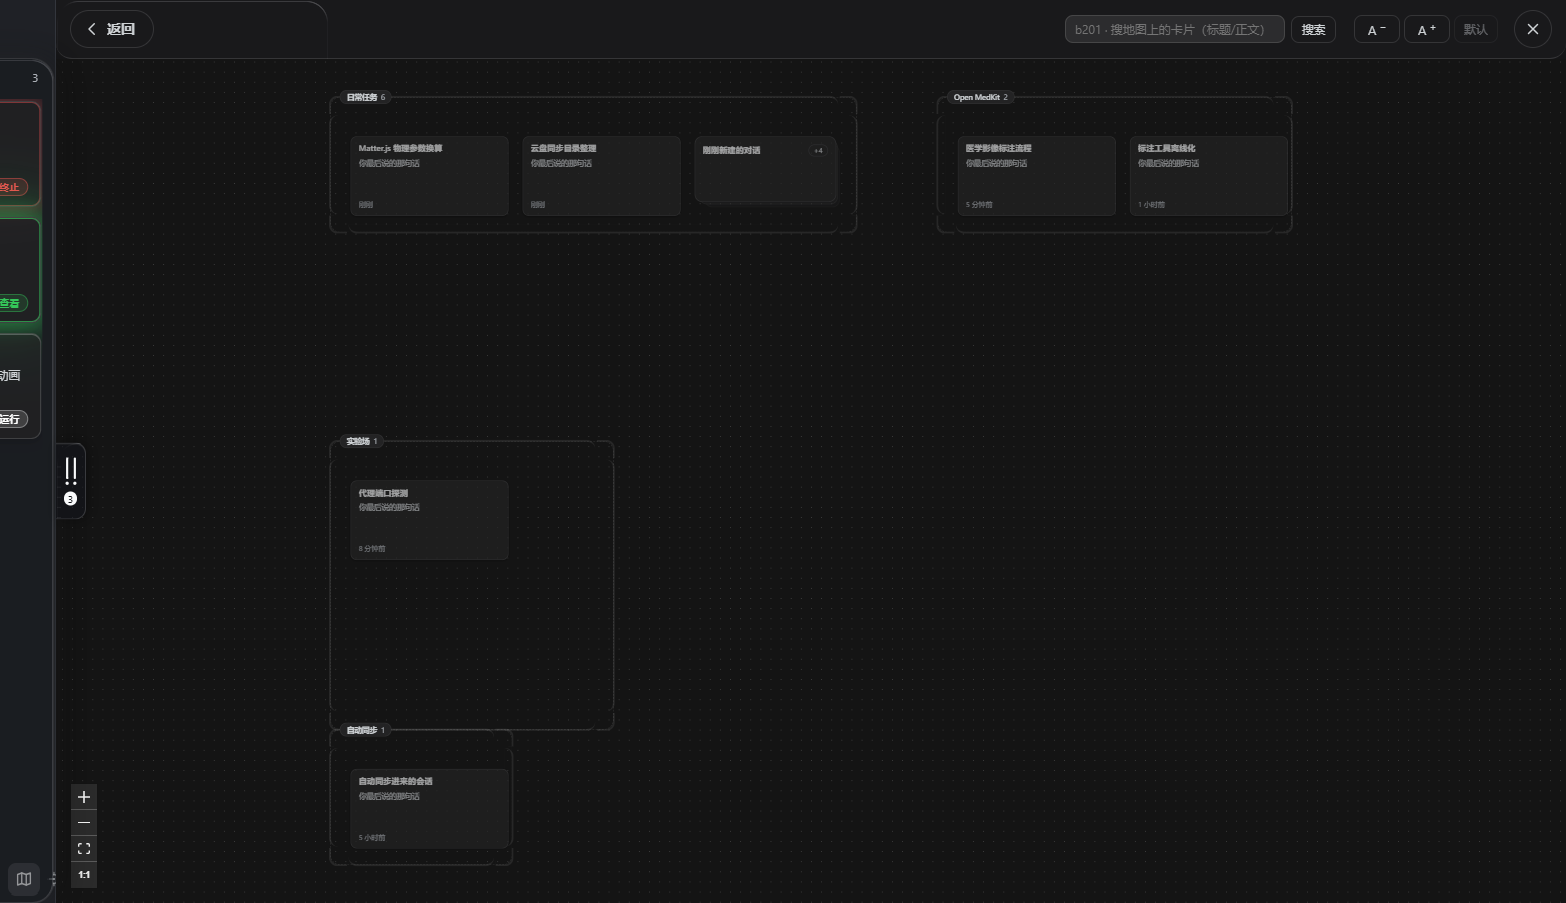 返回
b201 · 搜地图上的卡片（标题/正文）
搜索
A⁻
A⁺
默认
3
终止
查看
动画
运行
3
日常任务 6
Matter.js 物理参数换算
你最后说的那句话
刚刚
云盘同步目录整理
你最后说的那句话
刚刚
刚刚新建的对话
+4
Open MedKit 2
医学影像标注流程
你最后说的那句话
5 分钟前
标注工具离线化
你最后说的那句话
1 小时前
实验场 1
代理端口探测
你最后说的那句话
8 分钟前
自动同步 1
自动同步进来的会话
你最后说的那句话
5 小时前
1:1